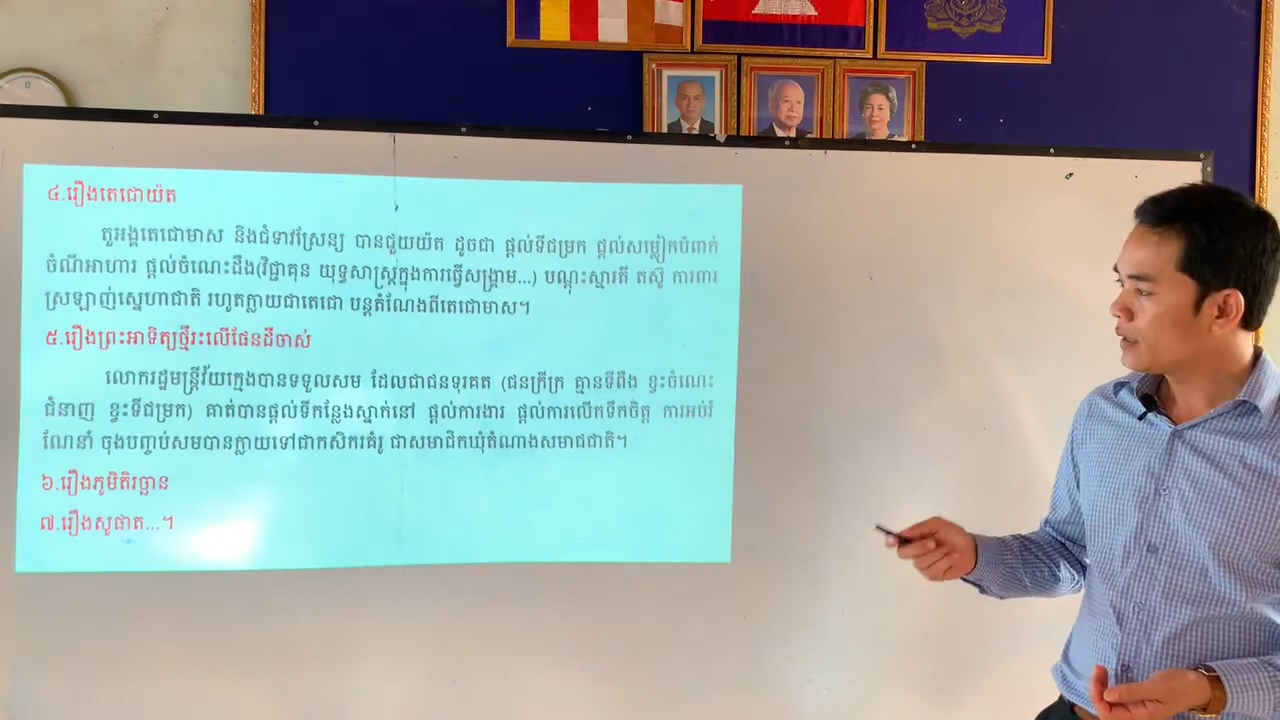 ៤.រឿងតេជោយ៉ត
តួអង្គតេជោមាស និងជំទាវស្រែន្យ បានជួយយ៉ត ដូចជា ផ្ដល់ទីជម្រក ផ្ដល់សម្លៀកបំពាក់
ចំណីអាហារ ផ្ដល់ចំណេះដឹង(វិជ្ជាគុន យុទ្ធសាស្ត្រក្នុងការធ្វើសង្គ្រាម...) បណ្ដុះស្មារតី តស៊ូ ការពារ
ស្រឡាញ់ស្នេហាជាតិ រហូតក្លាយជាតេជោ បន្តតំណែងពីតេជោមាស។
៥.រឿងព្រះអាទិត្យថ្មីរះលើផែនដីចាស់
លោករដ្ឋមន្ត្រីវ័យក្មេងបានទទួលសម ដែលជាជនទុរគត (ជនក្រីក្រ គ្មានទីពឹង ខ្វះចំណេះ
ជំនាញ ខ្វះទីជម្រក) គាត់បានផ្ដល់ទីកន្លែងស្នាក់នៅ ផ្ដល់ការងារ ផ្ដល់ការលើកទឹកចិត្ត ការអប់រំ
ណែនាំ ចុងបញ្ចប់សមបានក្លាយទៅជាកសិករគំរូ ជាសមាជិកឃុំតំណាងសមាជជាតិ។
៦.រឿងភូមិតិរច្ឆាន
៧.រឿងសូផាត...។